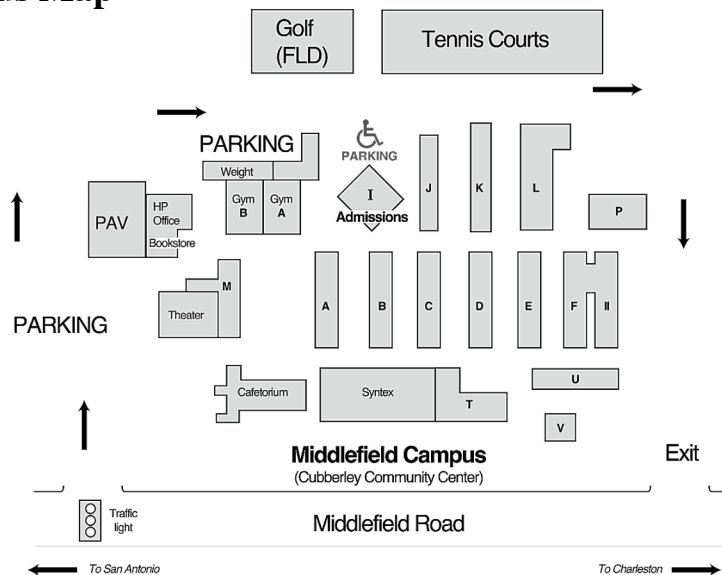 Golf
(FLD)
Tennis Courts
PARKING
PARKING
Weight
Gym
B
Gym
A
I
Admissions
J
K
L
P
PAV
HP
Office
Bookstore
M
Theater
PARKING
A
B
C
D
E
F
II
Cafetorium
Syntex
T
U
V
Middlefield Campus
(Cubberley Community Center)
Exit
Traffic
light
Middlefield Road
To San Antonio
To Charleston